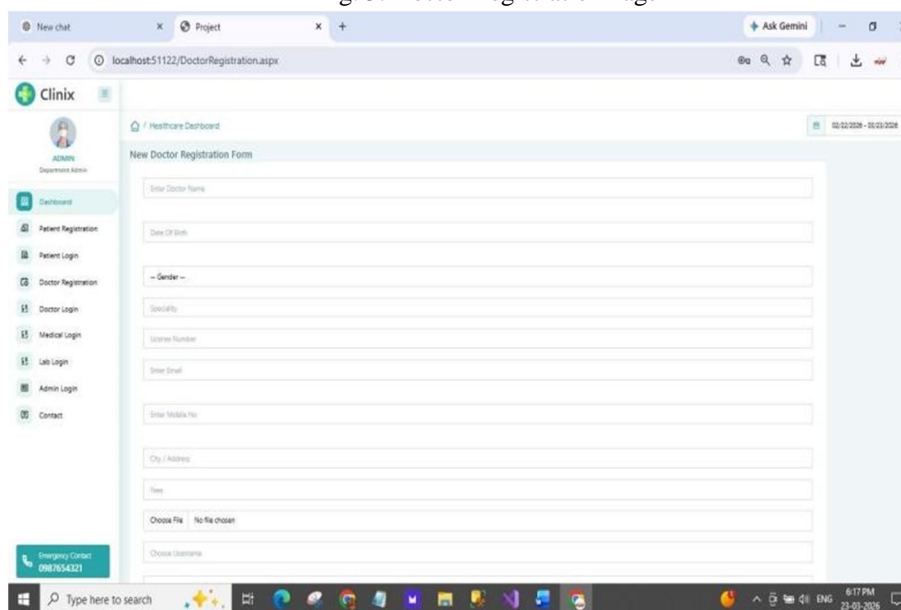 New chat
Project
Ask Gemini
localhost:51122/DoctorRegistration.aspx
Clinix
/ Healthcare Dashboard
ADMIN
Department Admin
New Doctor Registration Form
Enter Doctor Name
Dashboard
Patient Registration
Date Of Birth
Patient Login
-- Gender --
Doctor Registration
Speciality
Doctor Login
Medical Login
License Number
Lab Login
Enter Email
Admin Login
Contact
Enter Mobile No
City / Address
Fees
Choose File No file chosen
Choose Username
Emergency Contact
0987654321
Type here to search
ENG
6:17 PM
23-03-2026